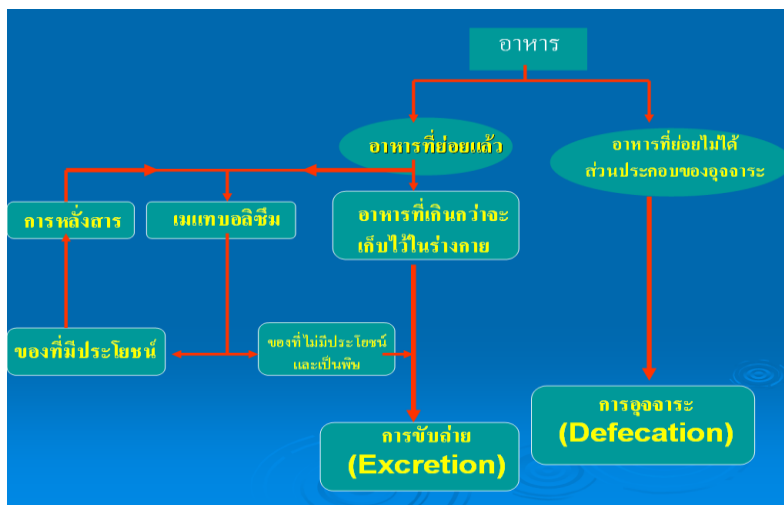 อาหาร
อาหารที่ย่อยแล้ว
อาหารที่ย่อยไม่ได้
ส่วนประกอบของอุจจาระ
การหลั่งสาร
เมแทบอลิซึม
อาหารที่เกินกว่าจะ
เก็บไว้ในร่างกาย
ของที่มีประโยชน์
ของที่ไม่มีประโยชน์
และเป็นพิษ
การขับถ่าย
(Excretion)
การอุจจาระ
(Defecation)